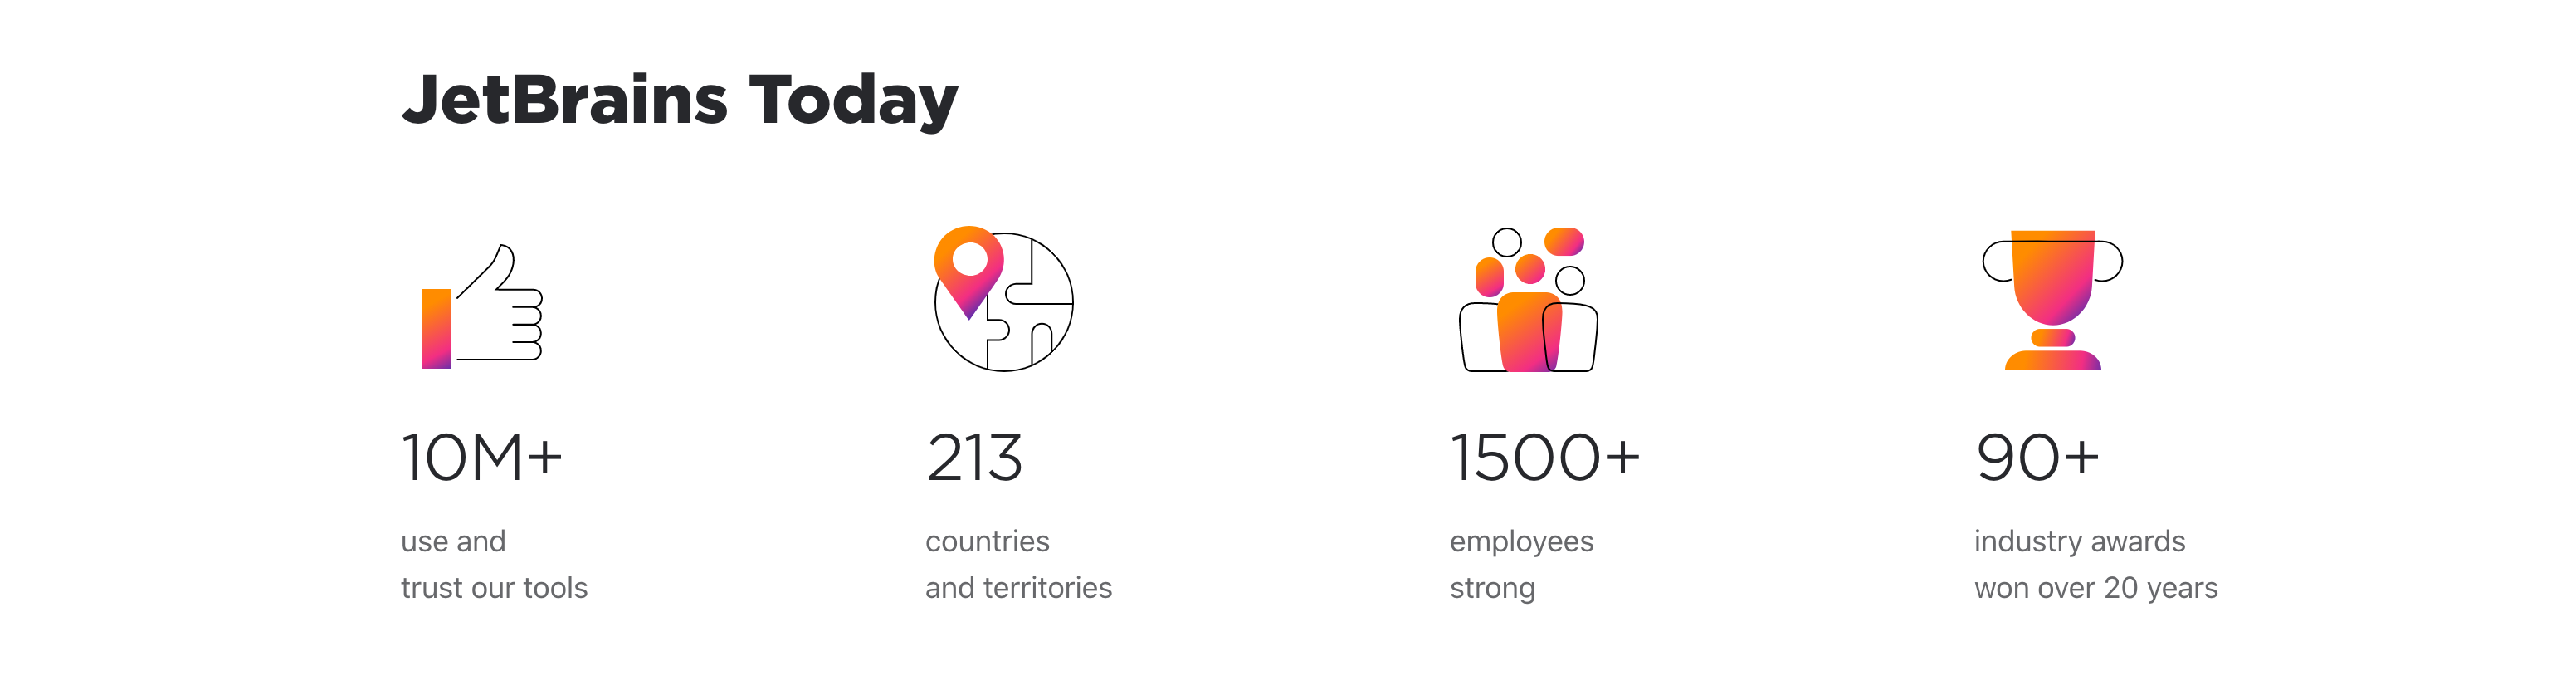 JetBrains Today
10M+
use and
trust our tools
213
countries
and territories
1500+
employees
strong
90+
industry awards
won over 20 years